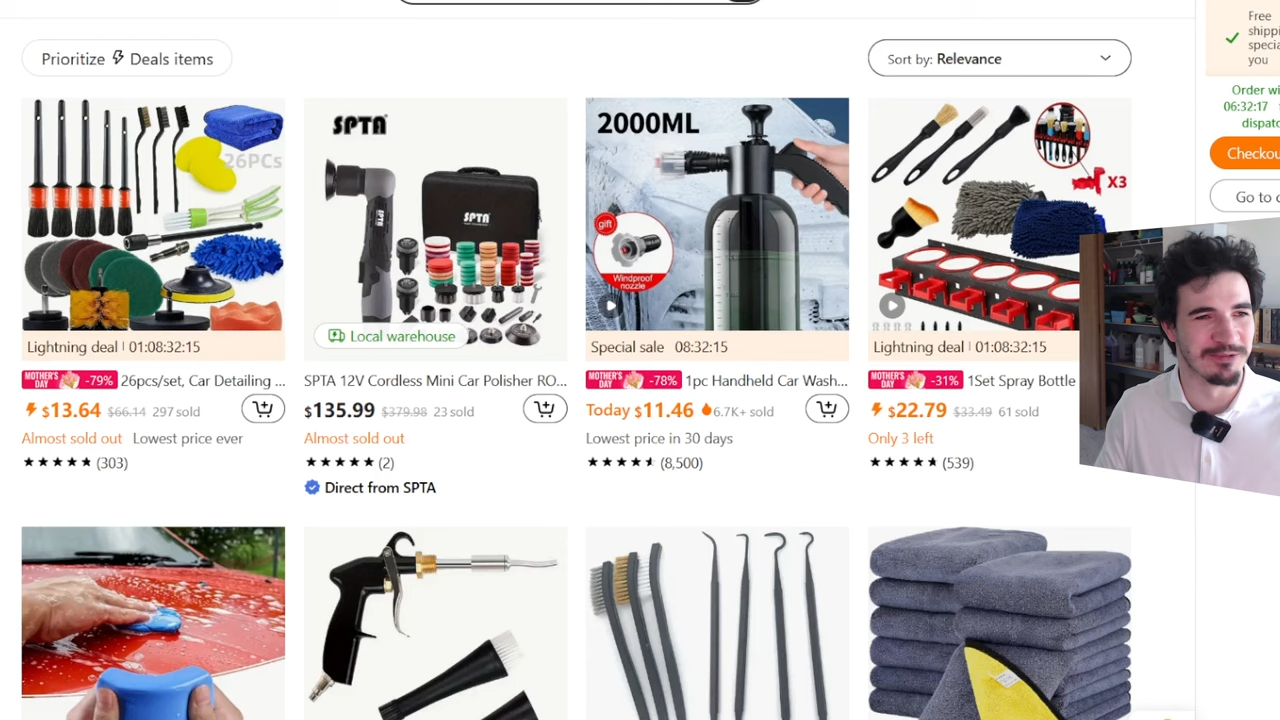 Prioritize Deals items
Sort by: Relevance
Free
shippi
specia
you
Order wi
06:32:17
dispatc
Checkou
Go to c
26PCs
SPTA
SPTA
Local warehouse
2000ML
gift
Windproof
nozzle
X3
Lightning deal 01:08:32:15
Special sale 08:32:15
Lightning deal 01:08:32:15
MOTHER'S DAY -79% 26pcs/set, Car Detailing ...
$13.64 $66.14 297 sold
Almost sold out Lowest price ever
(303)
SPTA 12V Cordless Mini Car Polisher RO...
$135.99 $379.98 23 sold
Almost sold out
(2)
Direct from SPTA
MOTHER'S DAY -78% 1pc Handheld Car Wash...
Today $11.46 6.7K+ sold
Lowest price in 30 days
(8,500)
MOTHER'S DAY -31% 1Set Spray Bottle
$22.79 $33.49 61 sold
Only 3 left
(539)